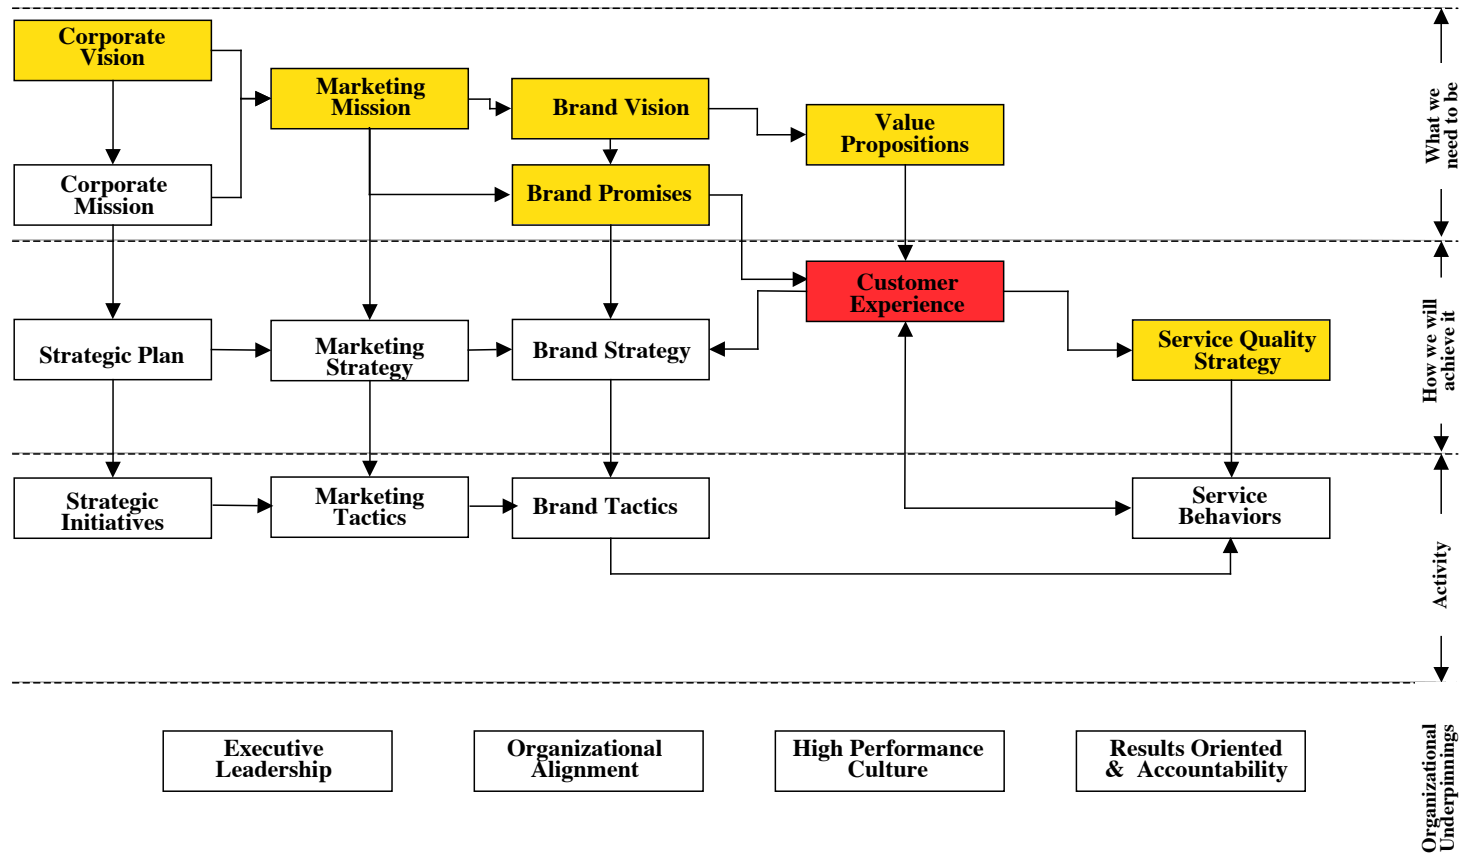 Corporate
Vision
Marketing
Mission
Brand Vision
Value
Propositions
What we
need to be
Corporate
Mission
Brand Promises
Customer
Experience
Strategic Plan
Marketing
Strategy
Brand Strategy
Service Quality
Strategy
How we will
achieve it
Strategic
Initiatives
Marketing
Tactics
Brand Tactics
Service
Behaviors
Activity
Executive
Leadership
Organizational
Alignment
High Performance
Culture
Results Oriented
& Accountability
Organizational
Underpinnings